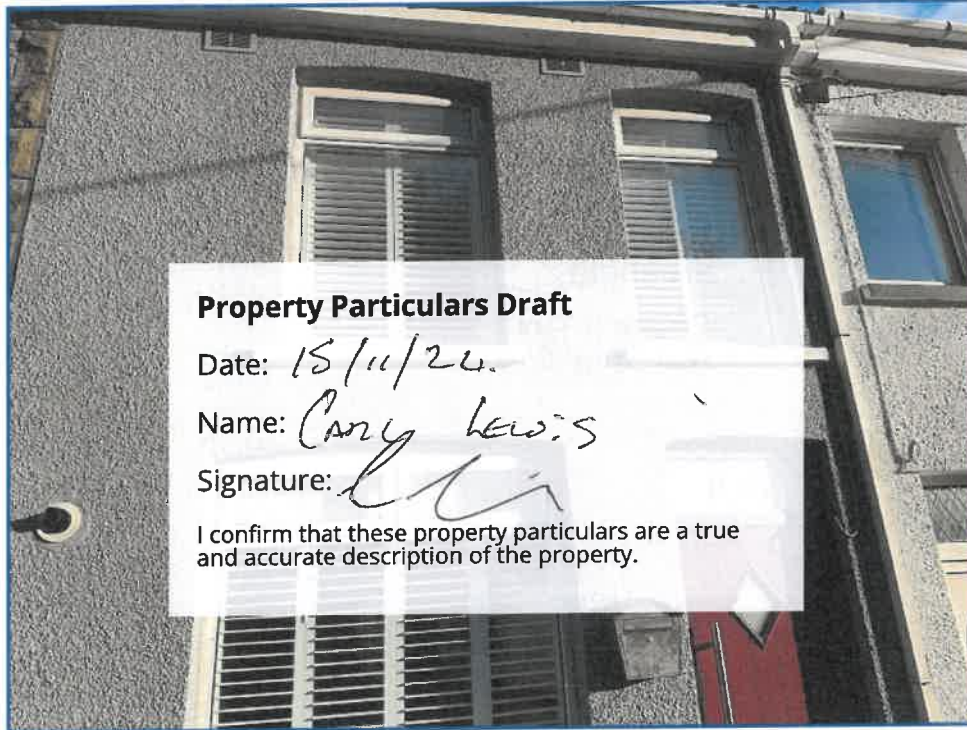 Property Particulars Draft
Date: 15/11/24.
Name: Lewis
Signature:
I confirm that these property particulars are a true
and accurate description of the property.